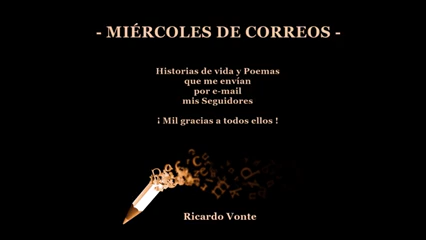 - MIÉRCOLES DE CORREOS -
Historias de vida y Poemas
que me envían
por e-mail
mis Seguidores
¡ Mil gracias a todos ellos !
Ricardo Vonte